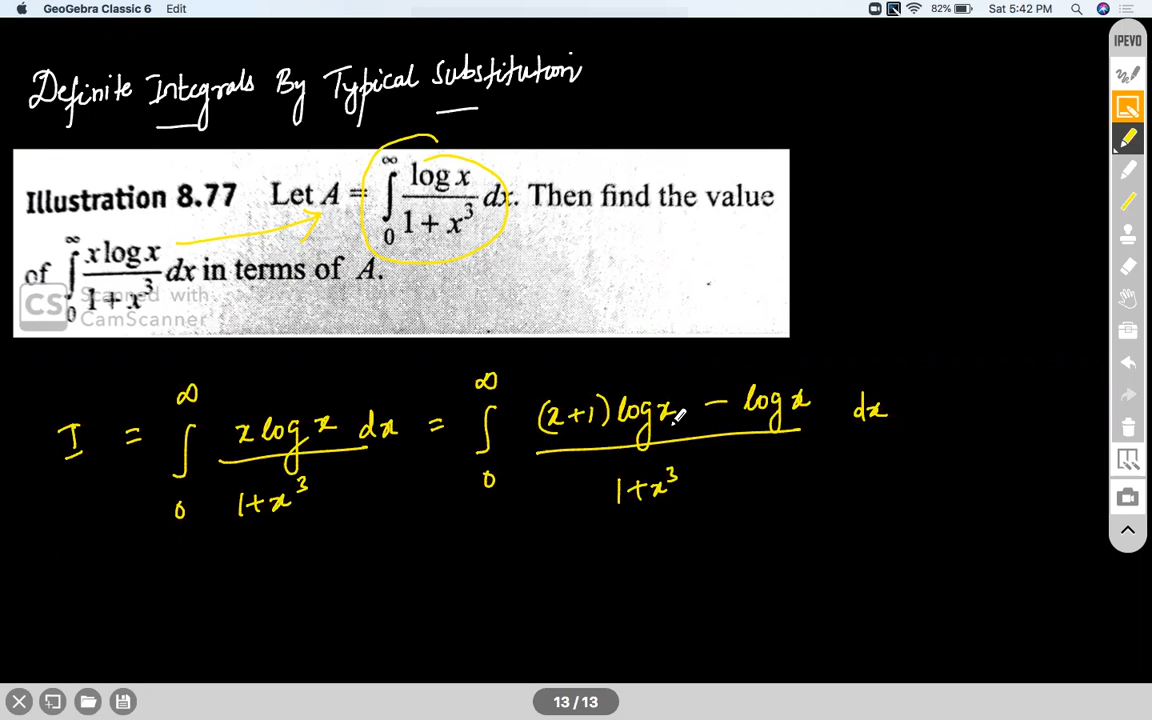 GeoGebra Classic 6 Edit 82% Sat 5:42 PM
IPEVO
Definite Integrals By Typical Substitution
Illustration 8.77 Let A = ∫₀^∞ log x / (1 + x³) dx. Then find the value
of ∫₀^∞ x log x / (1 + x³) dx in terms of A.
CS Scanned with
CamScanner
I = ∫₀^∞ x log x dx / (1+x³) = ∫₀^∞ ((x+1) log x − log x) / (1+x³) dx
13 / 13